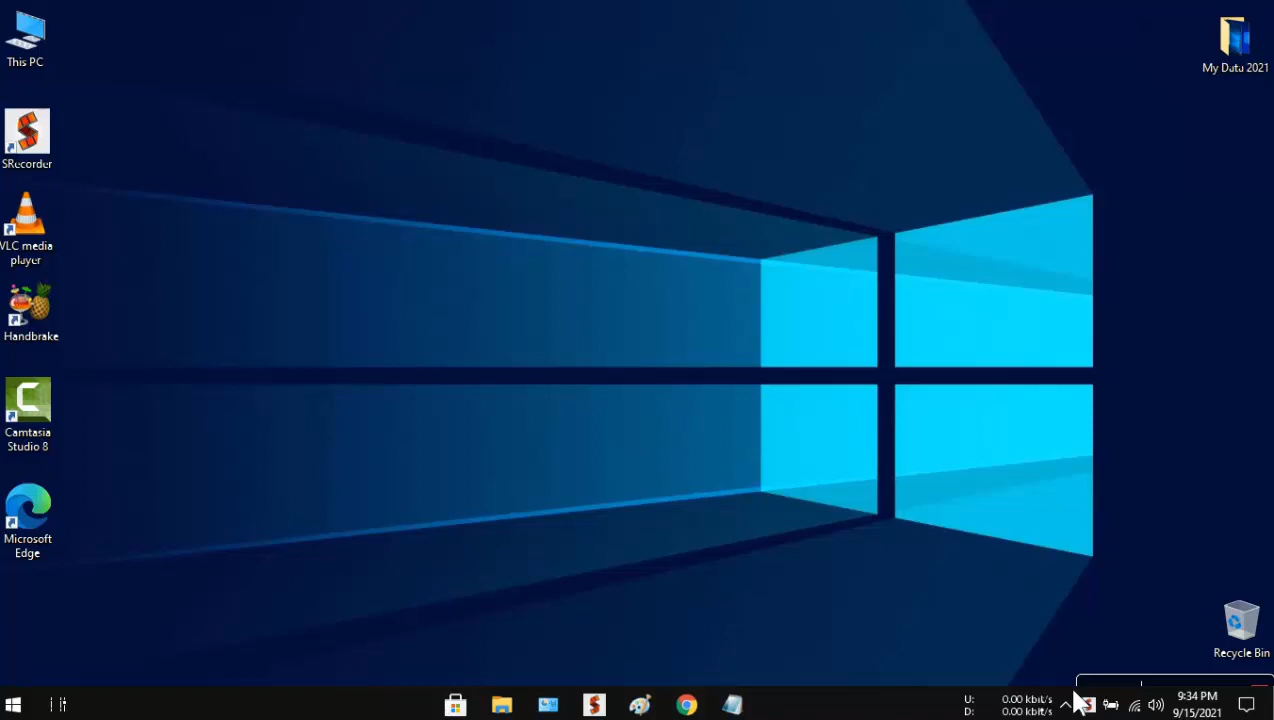 This PC
My Data 2021
SRecorder
VLC media
player
Handbrake
Camtasia
Studio 8
Microsoft
Edge
Recycle Bin
U: 0.00 kbit/s
D: 0.00 kbit/s
9:34 PM
9/15/2021